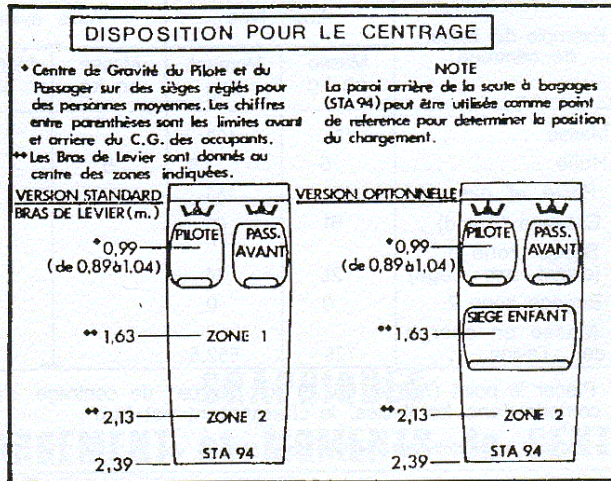 DISPOSITION POUR LE CENTRAGE
* Centre de Gravité du Pilote et du
Passager sur des sièges réglés pour
des personnes moyennes. Les chiffres
entre parenthèses sont les limites avant
et arriere du C.G. des occupants.
** Les Bras de Levier sont donnés au
centre des zones indiquées.
NOTE
La paroi arrière de la scute à bagages
(STA 94) peut être utilisée comme point
de reference pour determiner la position
du chargement.
VERSION STANDARD
BRAS DE LEVIER (m.)
PILOTE
PASS.
AVANT
*0,99
(de 0,89 à 1,04)
** 1,63
ZONE 1
** 2,13
ZONE 2
2,39
STA 94
VERSION OPTIONNELLE
PILOTE
PASS.
AVANT
*0,99
(de 0,89 à 1,04)
SIEGE ENFANT
** 1,63
** 2,13
ZONE 2
2,39
STA 94